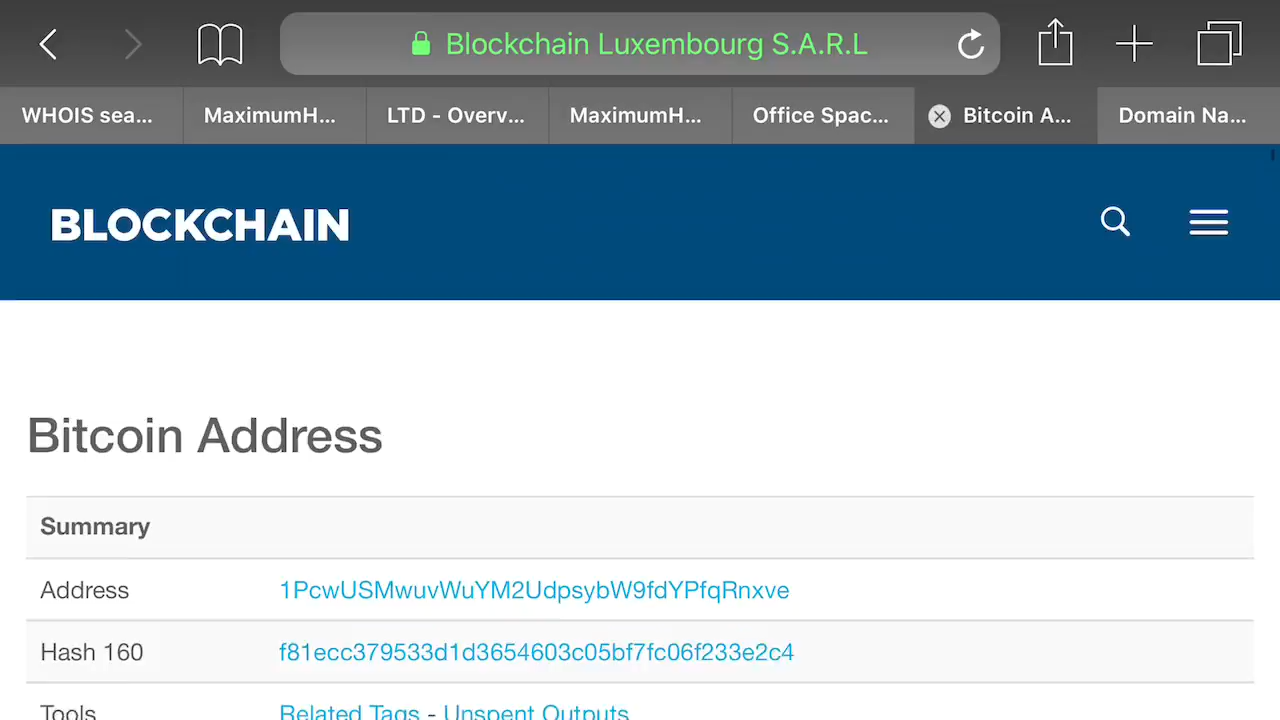 Blockchain Luxembourg S.A.R.L
WHOIS sea... MaximumH... LTD - Overv... MaximumH... Office Spac... Bitcoin A... Domain Na...
BLOCKCHAIN
Bitcoin Address
Summary
Address 1PcwUSMwuvWuYM2UdpsybW9fdYPfqRnxve
Hash 160 f81ecc379533d1d3654603c05bf7fc06f233e2c4
Tools Related Tags - Unspent Outputs